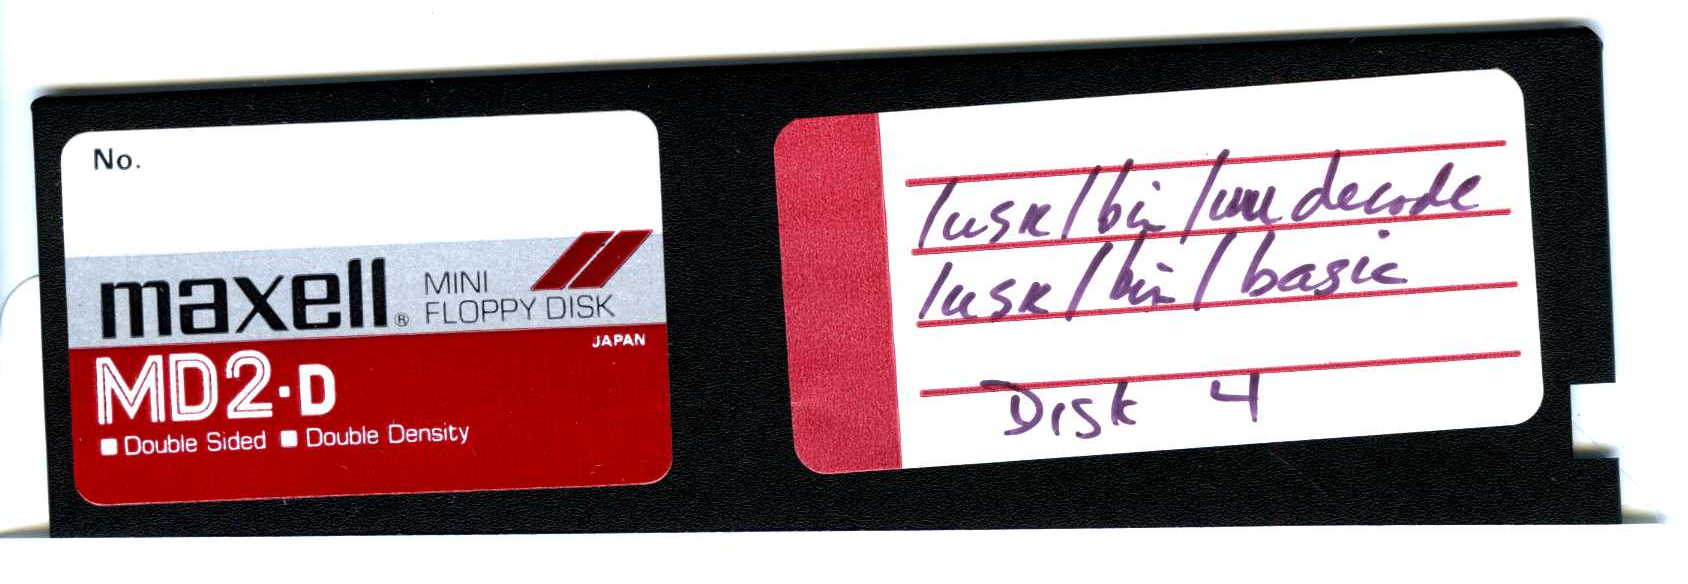 No.
maxell® MINI FLOPPY DISK
JAPAN
MD2-D
Double Sided Double Density
/usr/bin/uudecode
/usr/bin/basic
Disk 4